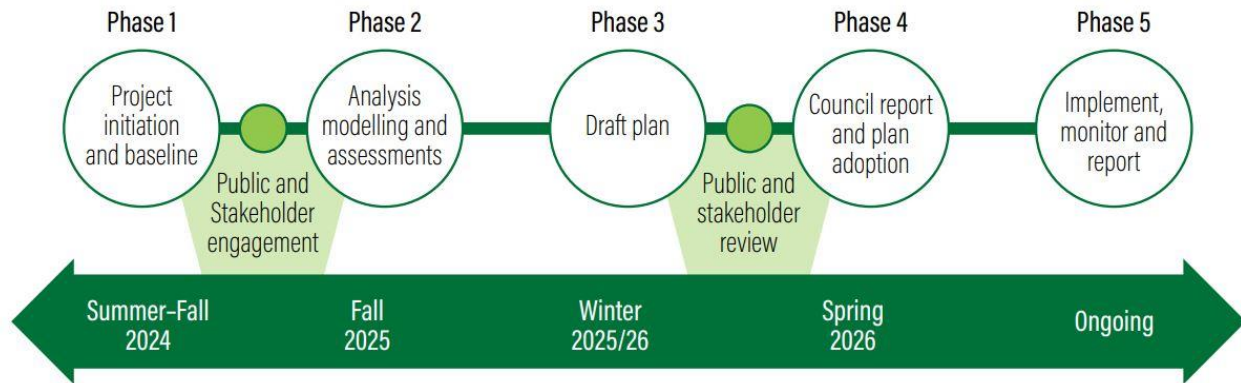 Phase 1
Phase 2
Phase 3
Phase 4
Phase 5
Project
initiation
and baseline
Public and
Stakeholder
engagement
Analysis
modelling and
assessments
Draft plan
Public and
stakeholder
review
Council report
and plan
adoption
Implement,
monitor and
report
Summer–Fall
2024
Fall
2025
Winter
2025/26
Spring
2026
Ongoing